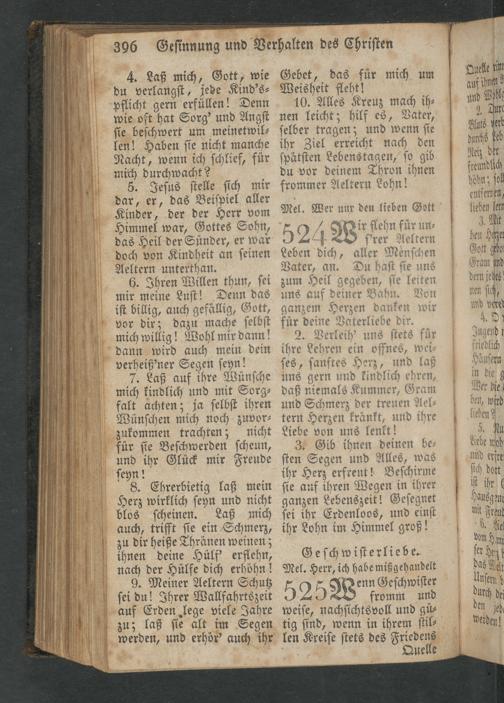 396 Gesinnung und Verhalten des Christen
4. Laß mich, Gott, wie
du verlangst, jede Kind's-
pflicht gern erfüllen! Denn
wie oft hat Sorg' und Angst
sie beschwert um meinetwil-
len! Haben sie nicht manche
Nacht, wenn ich schlief, für
mich durchwacht?
5. Jesus stelle sich mir
dar, er, das Beispiel aller
Kinder, der der Herr vom
Himmel war, Gottes Sohn,
das Heil der Sünder, er war
doch von Kindheit an seinen
Aeltern unterthan.
6. Ihren Willen thun, sei
mir meine Lust! Denn das
ist billig, auch gefällig, Gott,
vor dir; dazu mache selbst
mich willig! Wohl mir dann!
dann wird auch mein dein
verheiß'ner Segen seyn!
7. Laß auf ihre Wünsche
mich kindlich und mit Sorg-
falt achten; ja selbst ihren
Wünschen mich noch zuvor-
zukommen trachten; nicht
für sie Beschwerden scheun,
und ihr Glück mir Freude
seyn!
8. Ehrerbietig laß mein
Herz wirklich seyn und nicht
blos scheinen. Laß mich
auch, trifft sie ein Schmerz,
zu dir heiße Thränen weinen;
ihnen deine Hülf' erflehn,
nach der Hülfe dich erhöhn!
9. Meiner Aeltern Schutz
sei du! Ihrer Wallfahrtszeit
auf Erden lege viele Jahre
zu; laß sie alt im Segen
werden, und erhör' auch ihr
Gebet, das für mich um
Weisheit fleht!
10. Alles Kreuz mach ih-
nen leicht; hilf es, Vater,
selber tragen; und wenn sie
ihr Ziel erreicht nach den
spätsten Lebenstagen, so gib
du vor deinem Thron ihnen
frommer Aeltern Lohn!
Mel. Wer nur den lieben Gott
524 Wir flehn für un-
s'rer Aeltern
Leben dich, aller Menschen
Vater, an. Du hast sie uns
zum Heil gegeben, sie leiten
uns auf deiner Bahn. Von
ganzem Herzen danken wir
für deine Vaterliebe dir.
2. Verleih' uns stets für
ihre Lehren ein offnes, wei-
ses, sanftes Herz, und laß
uns gern und kindlich ehren,
daß niemals Kummer, Gram
und Schmerz der treuen Ael-
tern Herzen kränkt, und ihre
Liebe von uns lenkt!
3. Gib ihnen deinen be-
sten Segen und Alles, was
ihr Herz erfreut! Beschirme
sie auf ihren Wegen in ihrer
ganzen Lebenszeit! Gesegnet
sei ihr Erdenloos, und einst
ihr Lohn im Himmel groß!
Geschwisterliebe.
Mel. Herr, ich habe mißgehandelt
525 Wenn Geschwister
fromm und
weise, nachsichtsvoll und gü-
tig sind, wenn in ihrem stil-
len Kreise stets des Friedens
Quelle